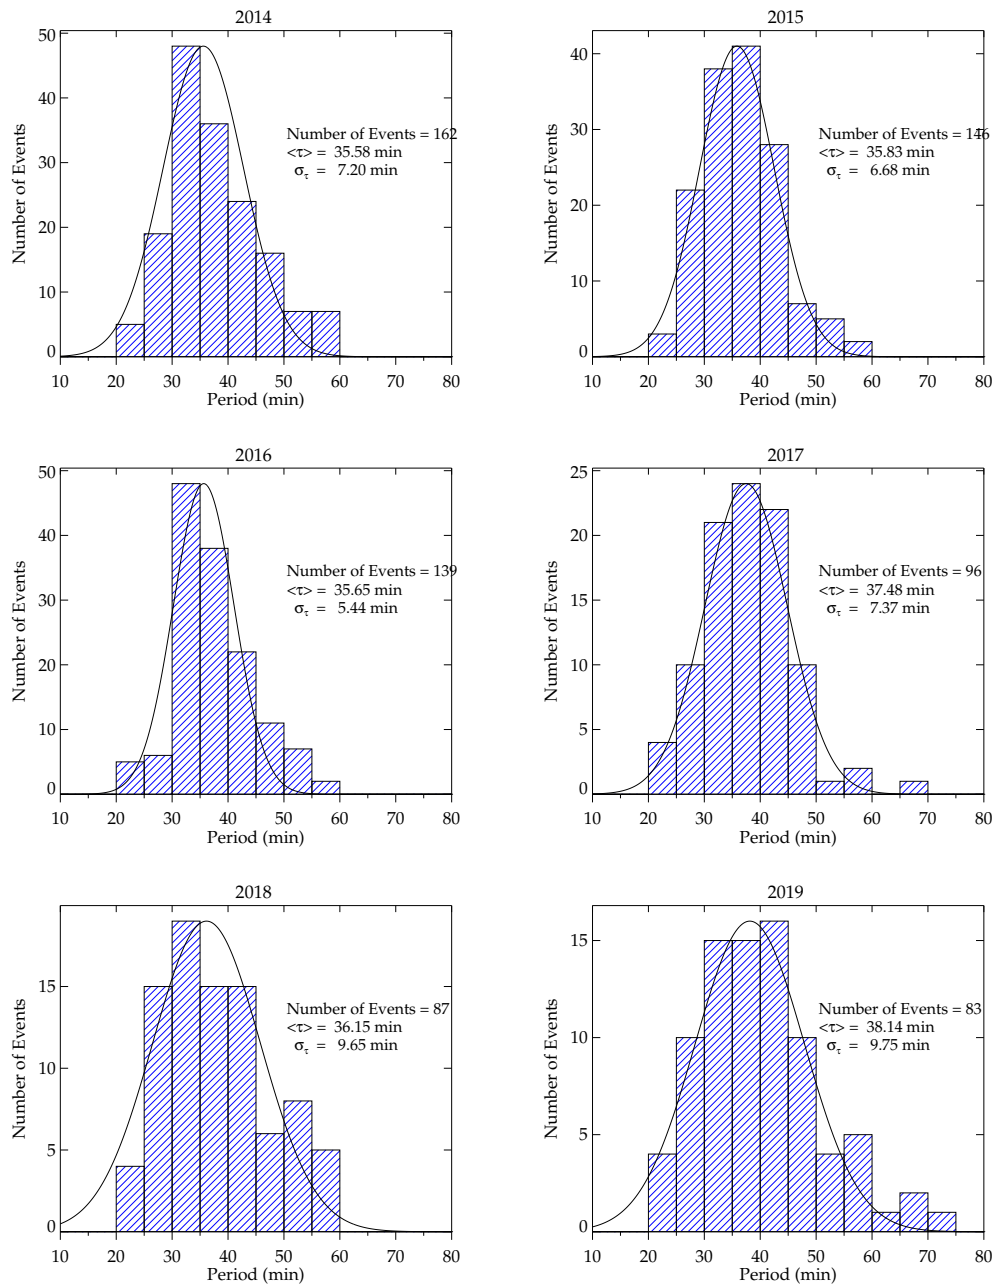 2014
50
40
30
20
10
0
Number of Events
Number of Events = 162
<τ> = 35.58 min
στ = 7.20 min
10 20 30 40 50 60 70 80
Period (min)
2015
40
30
20
10
0
Number of Events
Number of Events = 146
<τ> = 35.83 min
στ = 6.68 min
10 20 30 40 50 60 70 80
Period (min)
2016
50
40
30
20
10
0
Number of Events
Number of Events = 139
<τ> = 35.65 min
στ = 5.44 min
10 20 30 40 50 60 70 80
Period (min)
2017
25
20
15
10
5
0
Number of Events
Number of Events = 96
<τ> = 37.48 min
στ = 7.37 min
10 20 30 40 50 60 70 80
Period (min)
2018
15
10
5
0
Number of Events
Number of Events = 87
<τ> = 36.15 min
στ = 9.65 min
10 20 30 40 50 60 70 80
Period (min)
2019
15
10
5
0
Number of Events
Number of Events = 83
<τ> = 38.14 min
στ = 9.75 min
10 20 30 40 50 60 70 80
Period (min)